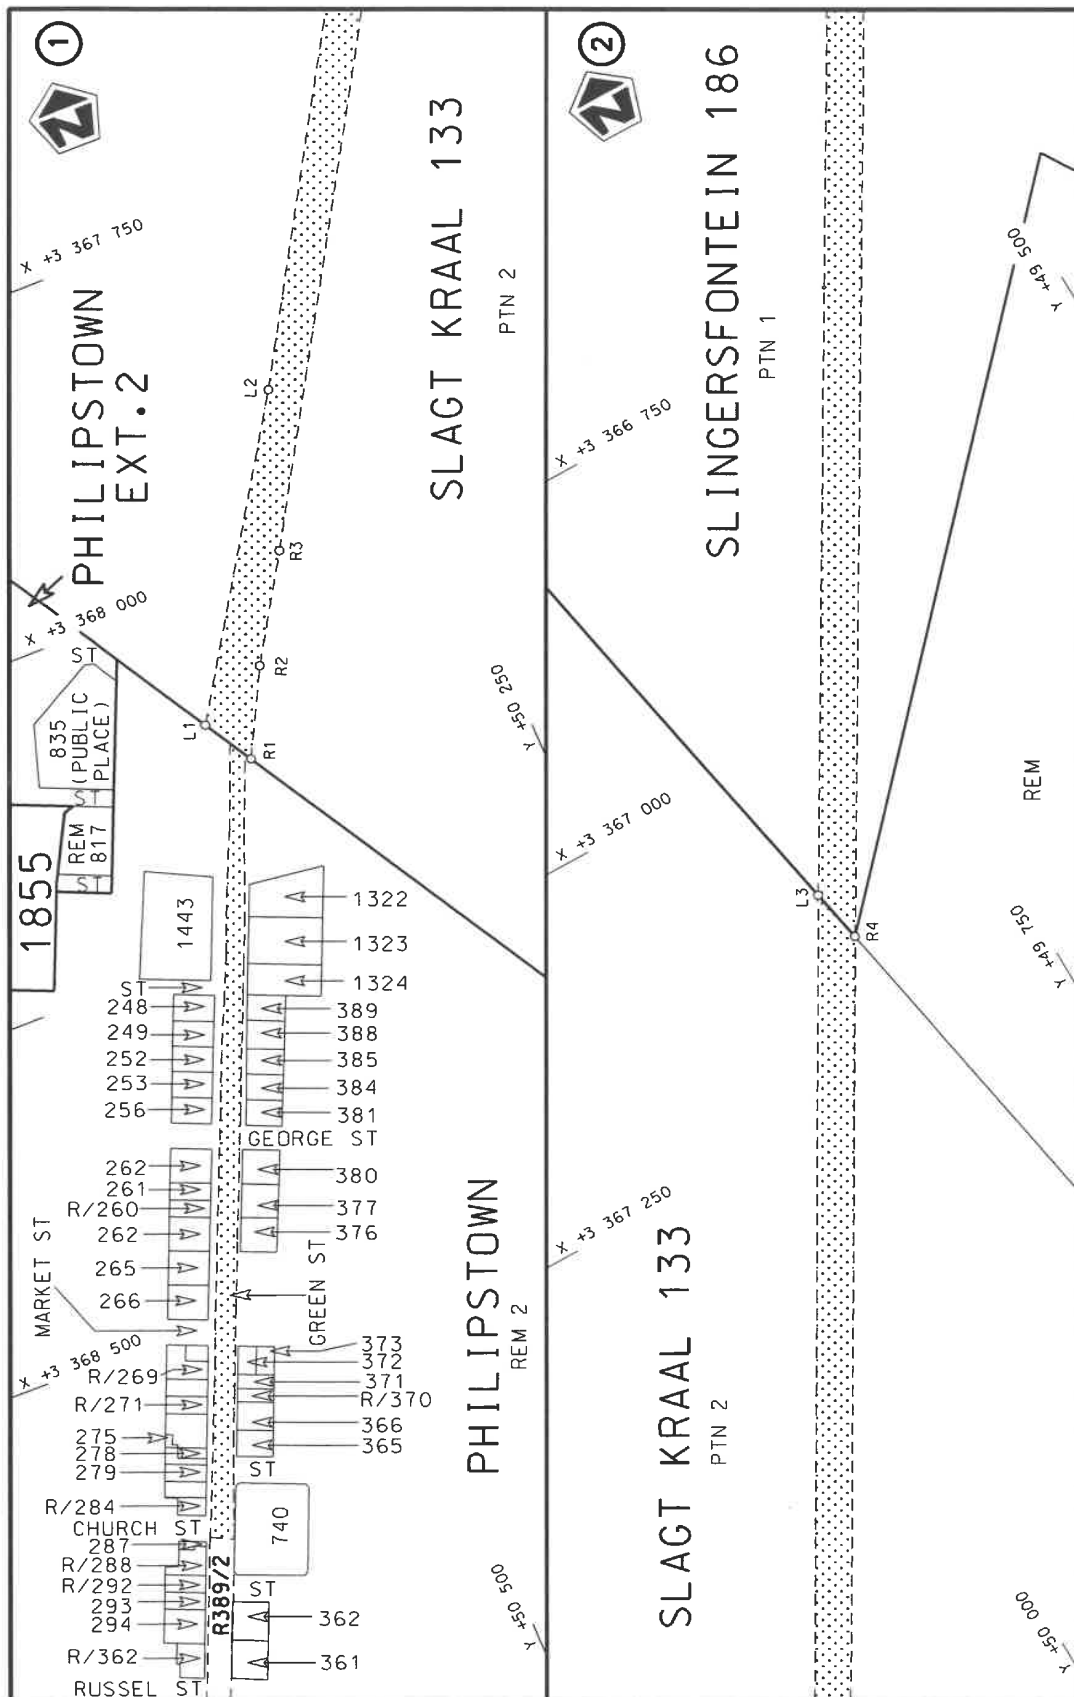 1
N
X +3 367 750
PHILIPSTOWN
EXT.2
SLAGT KRAAL 133
PTN 2
L2
R3
X +3 368 000
ST
R2
835
(PUBLIC
PLACE)
L1
R1
Y +50 250
ST
REM
817
ST
1855
1443
1322
1323
1324
ST
248
249
252
253
256
389
388
385
384
381
GEORGE ST
262
261
R/260
262
265
266
380
377
376
MARKET ST
GREEN ST
PHILIPSTOWN
REM 2
X +3 368 500
R/269
R/271
275
278
279
R/284
373
372
371
R/370
366
365
ST
CHURCH ST
740
287
R/288
R/292
293
294
R/362
R389/2
ST
362
361
RUSSEL ST
Y +50 500
2
N
SLINGERSFONTEIN 186
PTN 1
Y +49 500
X +3 366 750
X +3 367 000
REM
L3
R4
Y +49 750
X +3 367 250
SLAGT KRAAL 133
PTN 2
Y +50 000